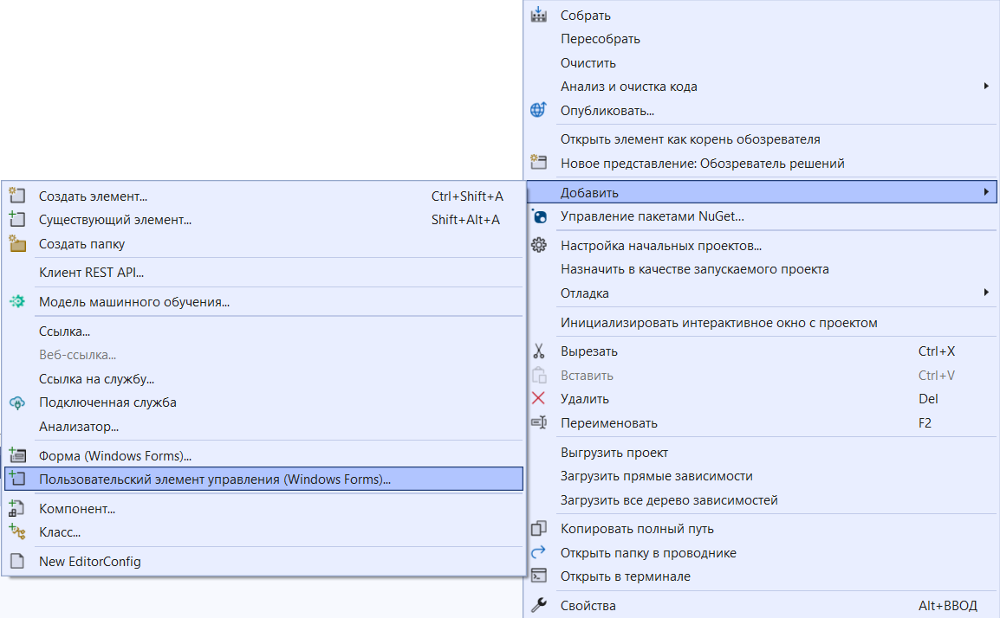 Собрать
Пересобрать
Очистить
Анализ и очистка кода
Опубликовать...
Открыть элемент как корень обозревателя
Новое представление: Обозреватель решений
Добавить
Управление пакетами NuGet...
Настройка начальных проектов...
Назначить в качестве запускаемого проекта
Отладка
Инициализировать интерактивное окно с проектом
Вырезать Ctrl+X
Вставить Ctrl+V
Удалить Del
Переименовать F2
Выгрузить проект
Загрузить прямые зависимости
Загрузить все дерево зависимостей
Копировать полный путь
Открыть папку в проводнике
Открыть в терминале
Свойства Alt+ВВОД
Создать элемент... Ctrl+Shift+A
Существующий элемент... Shift+Alt+A
Создать папку
Клиент REST API...
Модель машинного обучения...
Ссылка...
Веб-ссылка...
Ссылка на службу...
Подключенная служба
Анализатор...
Форма (Windows Forms)...
Пользовательский элемент управления (Windows Forms)...
Компонент...
Класс...
New EditorConfig